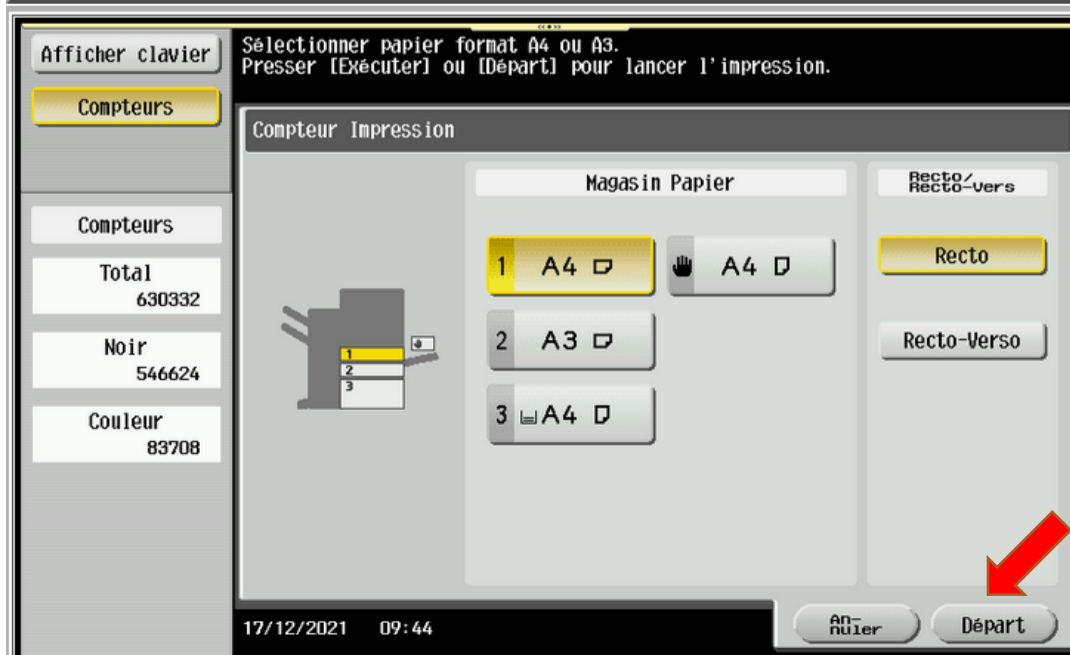 Afficher clavier
Compteurs
Sélectionner papier format A4 ou A3.
Presser [Exécuter] ou [Départ] pour lancer l'impression.
Compteur Impression
Compteurs
Total
630332
Noir
546624
Couleur
83708
1
2
3
Magasin Papier
1 A4
A4
2 A3
3 A4
Recto/
Recto-Vers
Recto
Recto-Verso
17/12/2021 09:44
An-
nuler
Départ